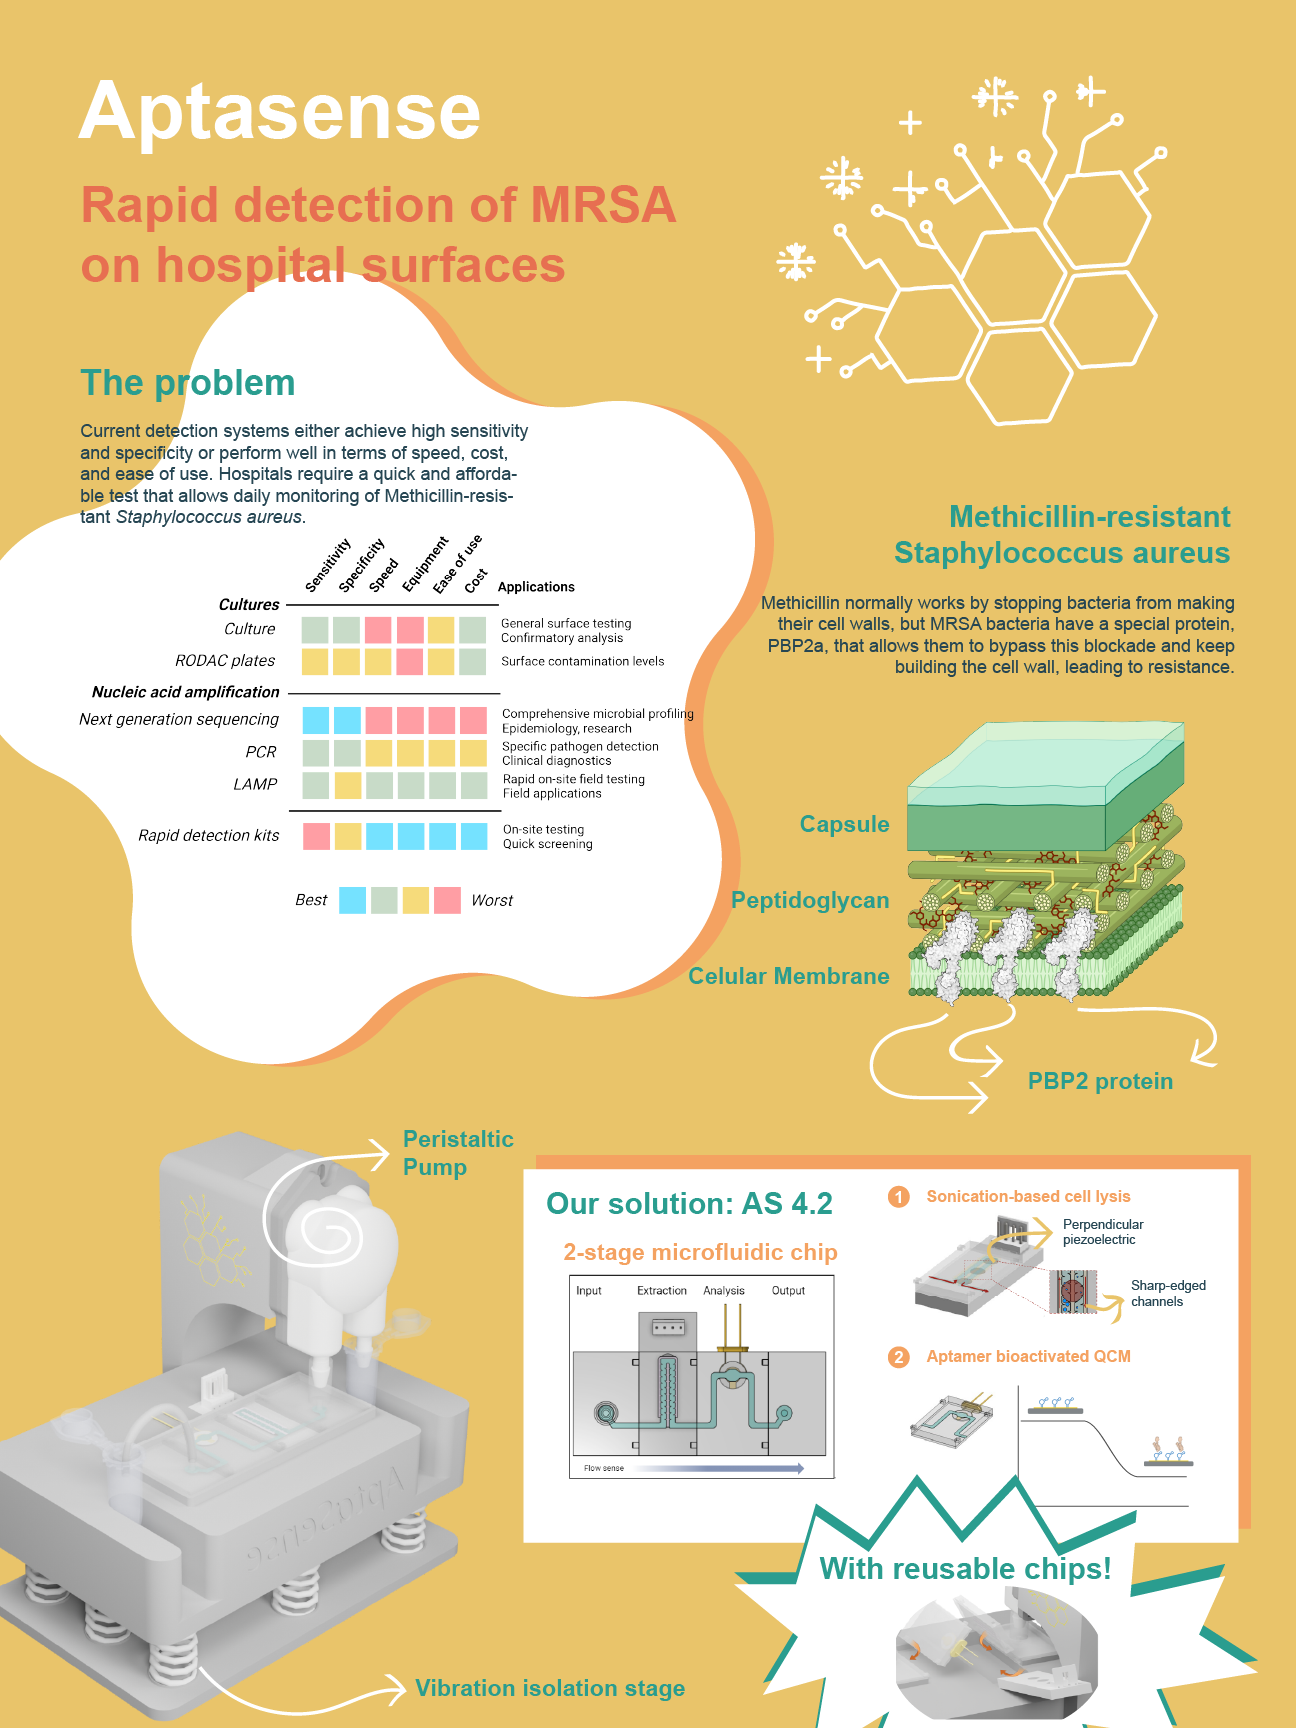 Aptasense
Rapid detection of MRSA
on hospital surfaces
The problem
Current detection systems either achieve high sensitivity
and specificity or perform well in terms of speed, cost,
and ease of use. Hospitals require a quick and afforda-
ble test that allows daily monitoring of Methicillin-resis-
tant Staphylococcus aureus.
Sensitivity
Specificity
Speed
Equipment
Ease of use
Cost
Applications
Cultures
Culture
General surface testing
Confirmatory analysis
RODAC plates
Surface contamination levels
Nucleic acid amplification
Next generation sequencing
Comprehensive microbial profiling
Epidemiology, research
PCR
Specific pathogen detection
Clinical diagnostics
LAMP
Rapid on-site field testing
Field applications
Rapid detection kits
On-site testing
Quick screening
Best
Worst
Methicillin-resistant
Staphylococcus aureus
Methicillin normally works by stopping bacteria from making
their cell walls, but MRSA bacteria have a special protein,
PBP2a, that allows them to bypass this blockade and keep
building the cell wall, leading to resistance.
Capsule
Peptidoglycan
Celular Membrane
PBP2 protein
Peristaltic
Pump
AptaSense
Vibration isolation stage
Our solution: AS 4.2
2-stage microfluidic chip
Input
Extraction
Analysis
Output
Flow sense
1 Sonication-based cell lysis
Perpendicular
piezoelectric
Sharp-edged
channels
2 Aptamer bioactivated QCM
With reusable chips!